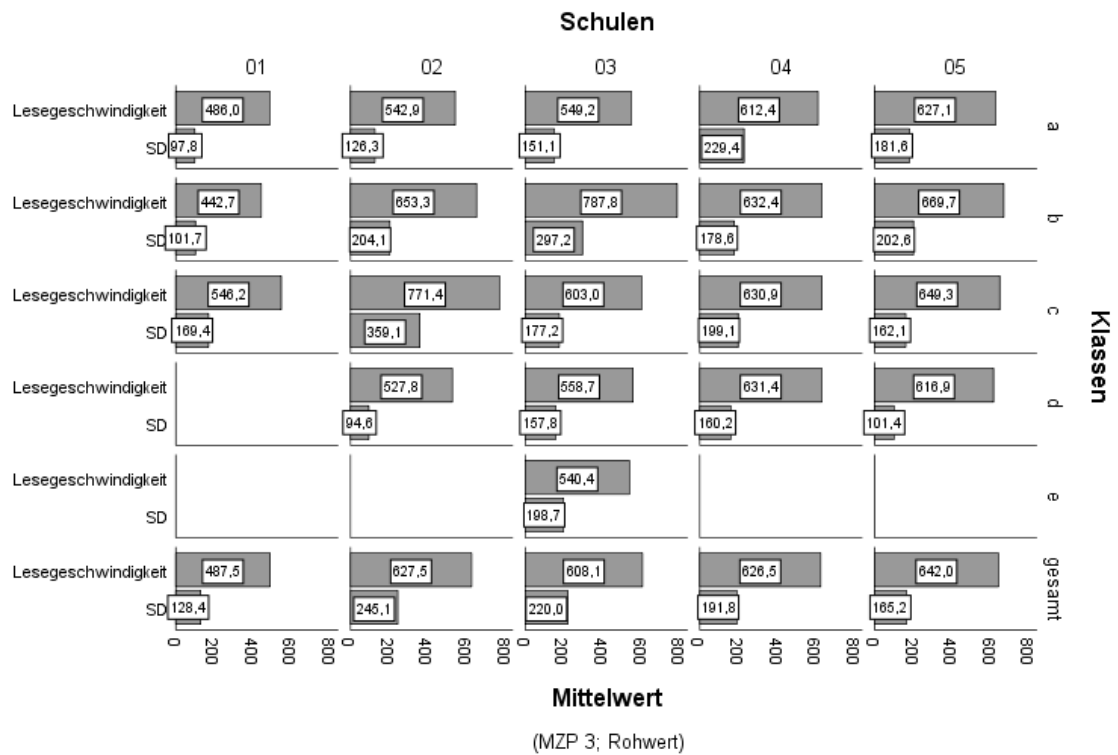 Schulen
01 02 03 04 05
Lesegeschwindigkeit 486,0 542,9 549,2 612,4 627,1
SD 97,8 126,3 151,1 229,4 181,6
a
Lesegeschwindigkeit 442,7 653,3 787,8 632,4 669,7
SD 101,7 204,1 297,2 178,6 202,6
b
Lesegeschwindigkeit 546,2 771,4 603,0 630,9 649,3
SD 169,4 359,1 177,2 199,1 162,1
c
Lesegeschwindigkeit 527,8 558,7 631,4 616,9
SD 94,6 157,8 160,2 101,4
d
Lesegeschwindigkeit 540,4
SD 198,7
e
Lesegeschwindigkeit 487,5 627,5 608,1 626,5 642,0
SD 128,4 245,1 220,0 191,8 165,2
gesamt
Klassen
0 200 400 600 800 0 200 400 600 800 0 200 400 600 800 0 200 400 600 800 0 200 400 600 800
Mittelwert
(MZP 3; Rohwert)